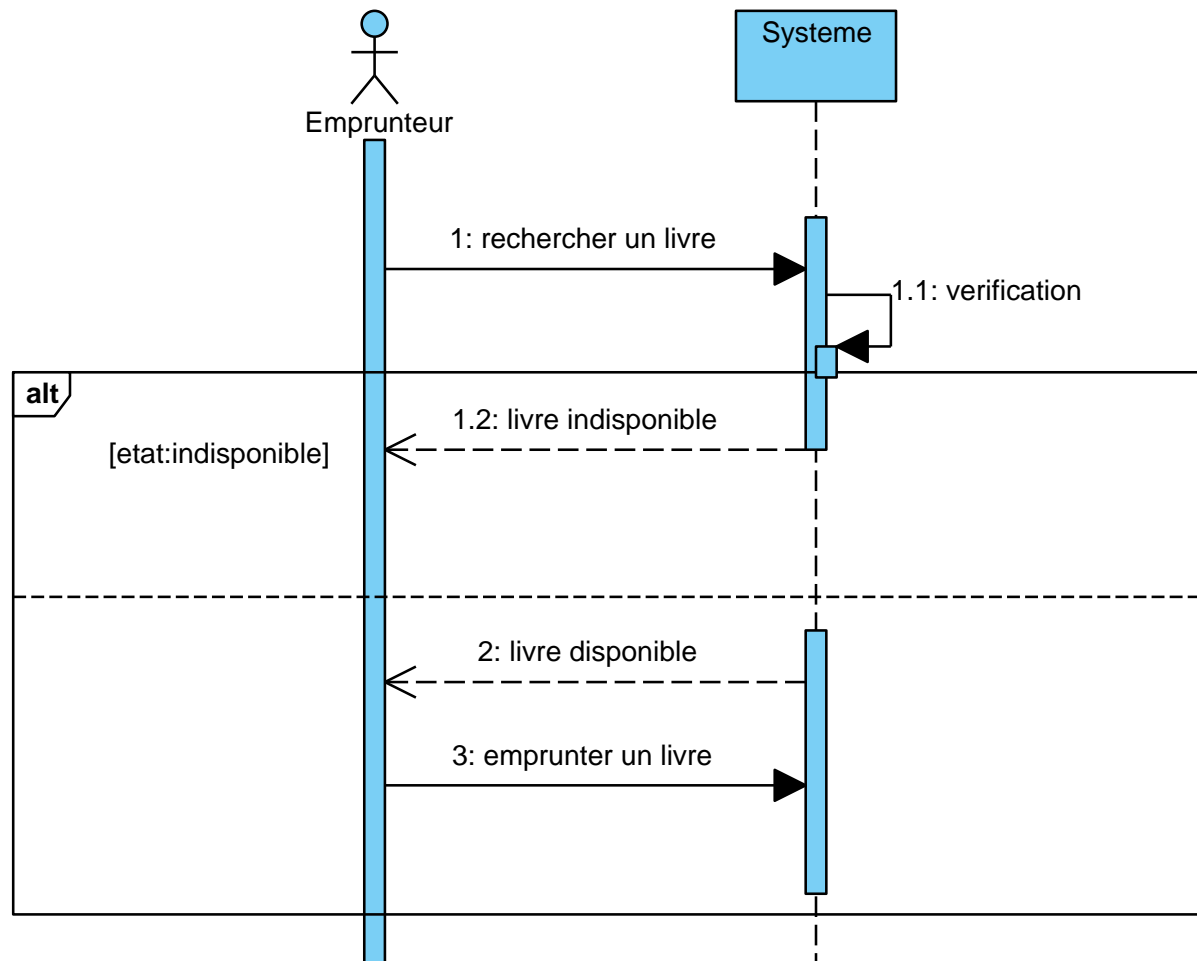 Systeme
Emprunteur
1: rechercher un livre
1.1: verification
alt
1.2: livre indisponible
[etat:indisponible]
2: livre disponible
3: emprunter un livre